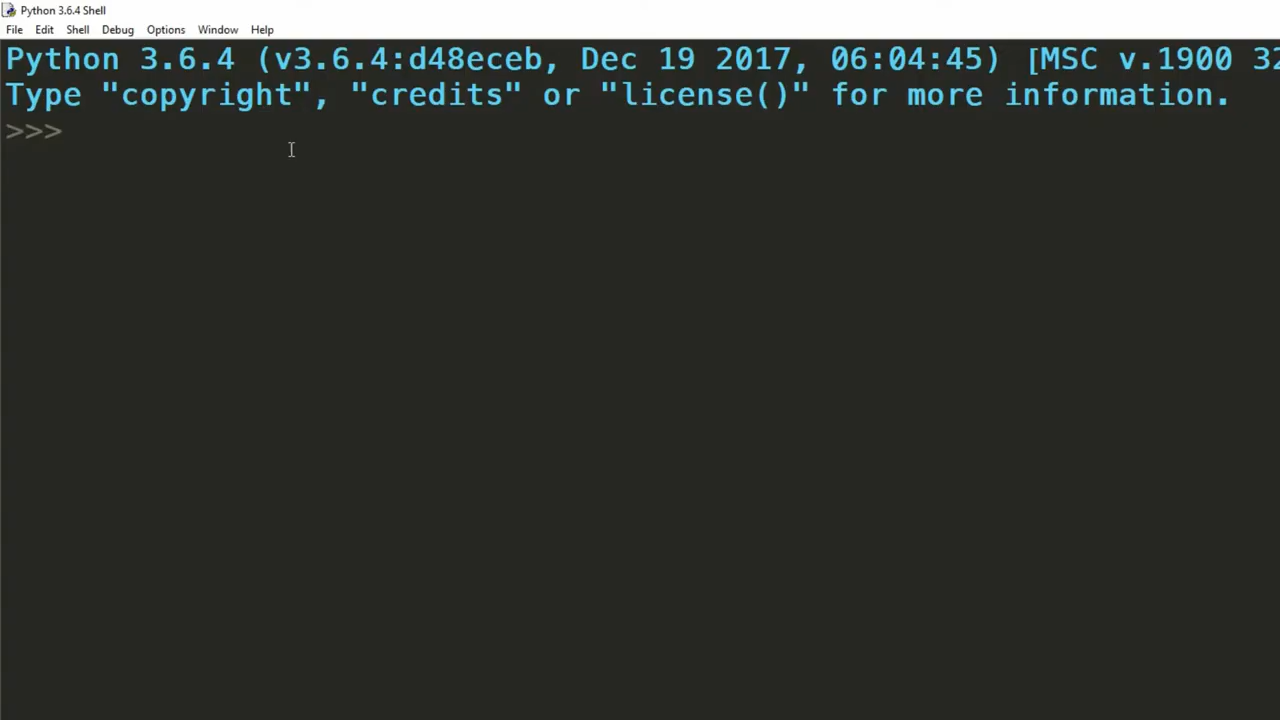 Python 3.6.4 Shell
File Edit Shell Debug Options Window Help
Python 3.6.4 (v3.6.4:d48eceb, Dec 19 2017, 06:04:45) [MSC v.1900 32
Type "copyright", "credits" or "license()" for more information.
>>>